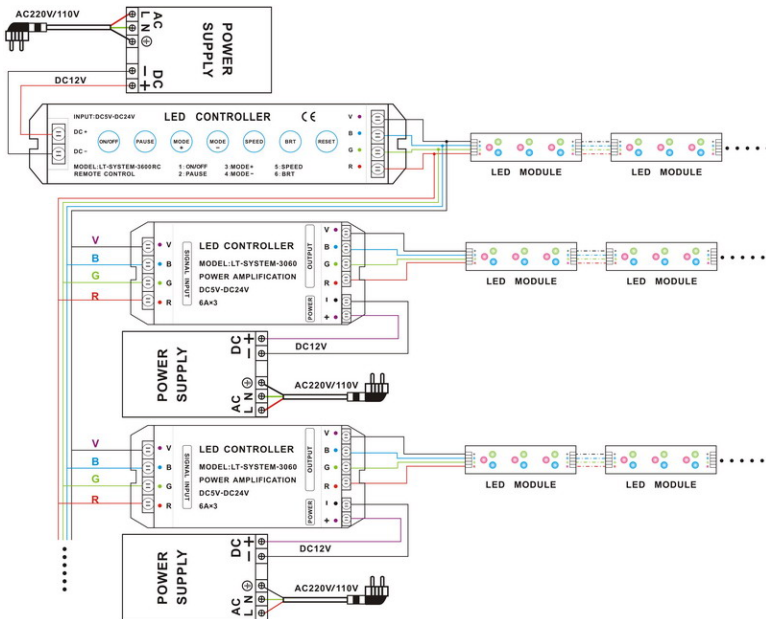 AC220V/110V
L N ⏚
AC
POWER SUPPLY
DC
− +
DC12V
INPUT:DC5V-DC24V
LED CONTROLLER
CE
DC+
DC−
ON/OFF
PAUSE
MODE +
MODE −
SPEED
BRT
RESET
V
B
G
R
MODEL:LT-SYSTEM-3600RC
REMOTE CONTROL
1: ON/OFF 3 MODE+ 5:SPEED
2:PAUSE 4 MODE− 6:BRT
LED MODULE
LED MODULE
V
B
G
R
V
B
G
R
SIGNAL INPUT
LED CONTROLLER
MODEL:LT-SYSTEM-3060
POWER AMPLIFICATION
DC5V-DC24V
6A×3
OUTPUT
POWER
V
B
G
R
−
+
LED MODULE
LED MODULE
POWER SUPPLY
DC
+
−
DC12V
AC
L N ⏚
AC220V/110V
V
B
G
R
V
B
G
R
SIGNAL INPUT
LED CONTROLLER
MODEL:LT-SYSTEM-3060
POWER AMPLIFICATION
DC5V-DC24V
6A×3
OUTPUT
POWER
V
B
G
R
−
+
LED MODULE
LED MODULE
POWER SUPPLY
DC
+
−
DC12V
AC
L N ⏚
AC220V/110V